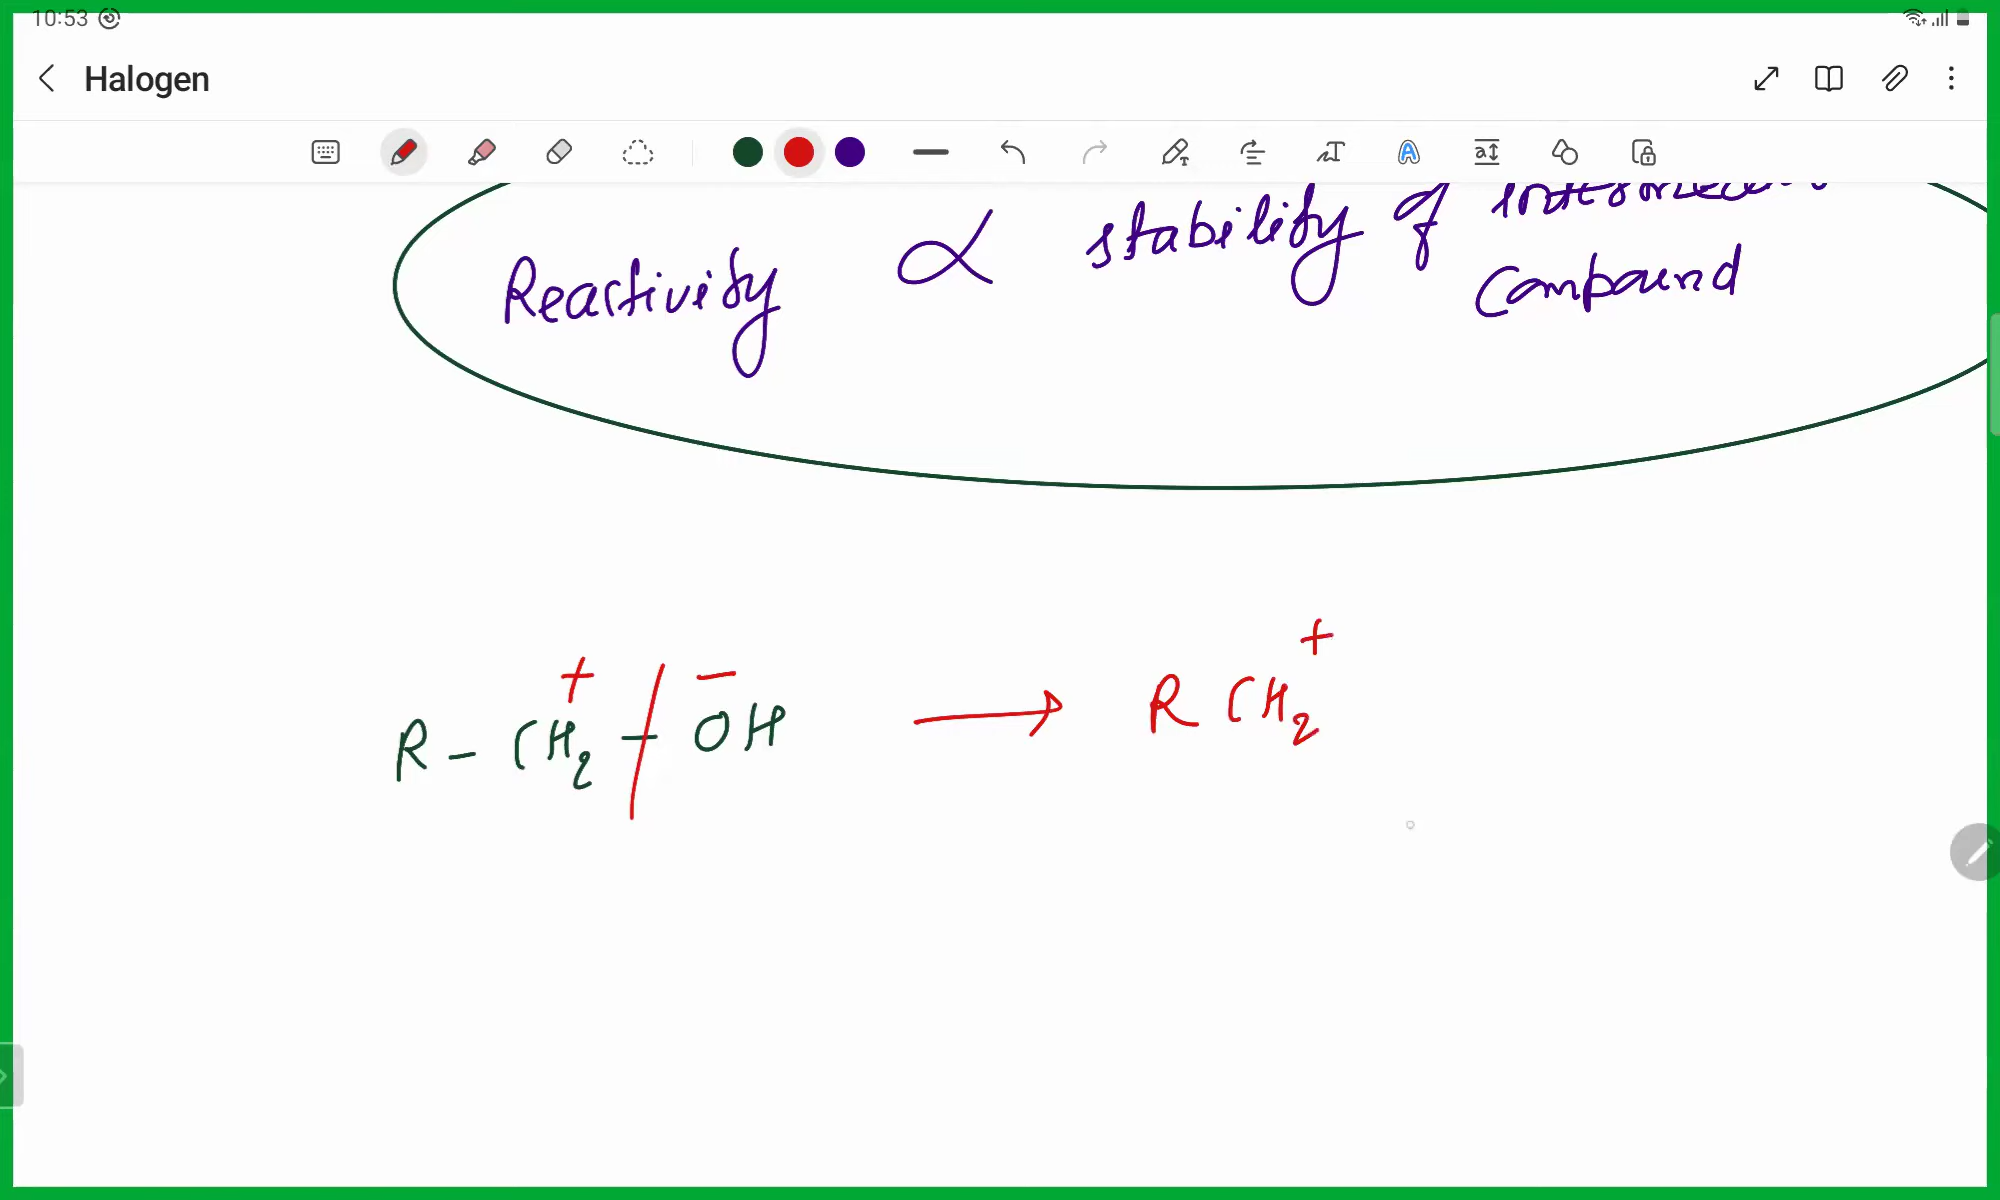 10:53
Halogen
Reactivity ∝ stability of
Compound
R - CH₂⁺ - ⁻OH → R CH₂⁺